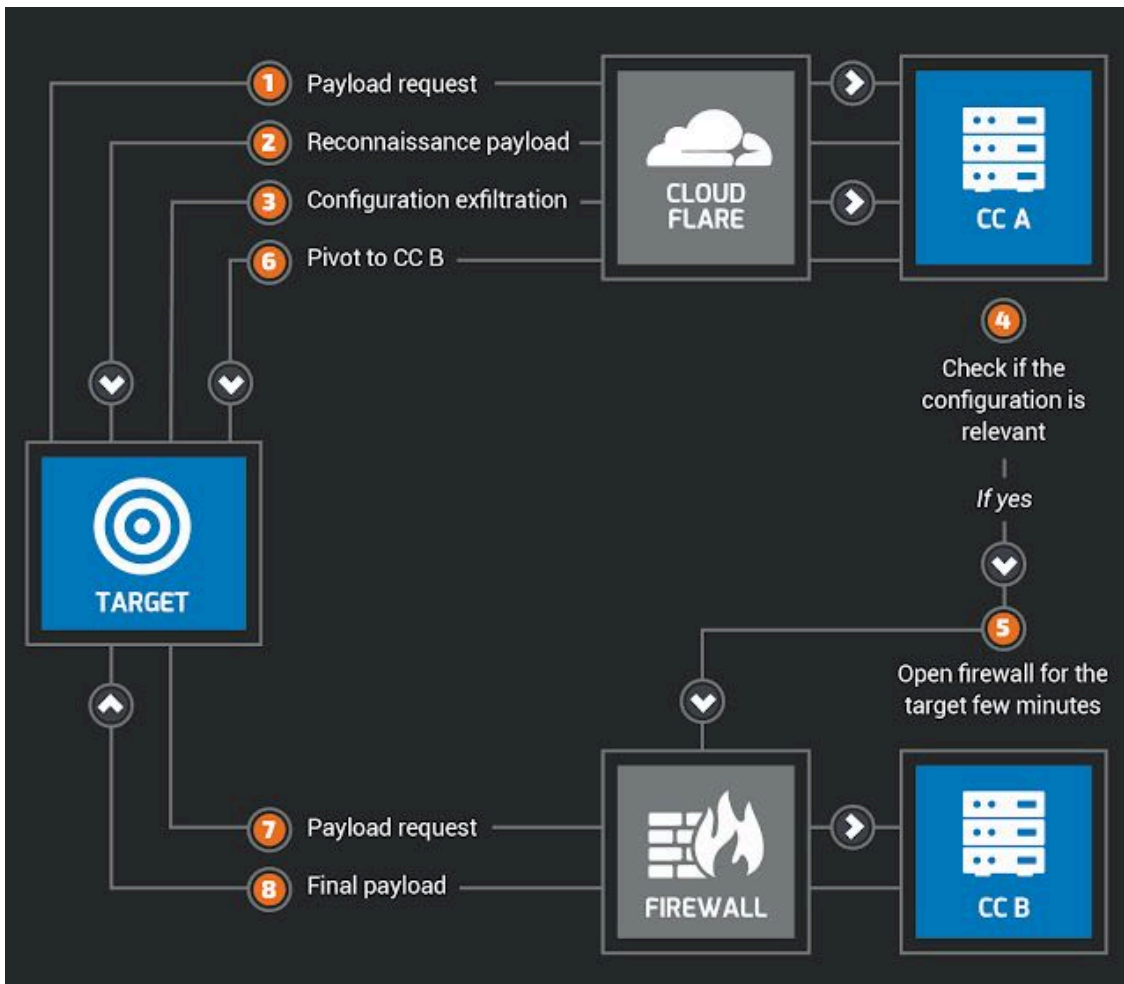 1 Payload request
2 Reconnaissance payload
3 Configuration exfiltration
6 Pivot to CC B
CLOUD
FLARE
CC A
4
Check if the
configuration is
relevant
If yes
5
Open firewall for the
target few minutes
TARGET
7 Payload request
8 Final payload
FIREWALL
CC B